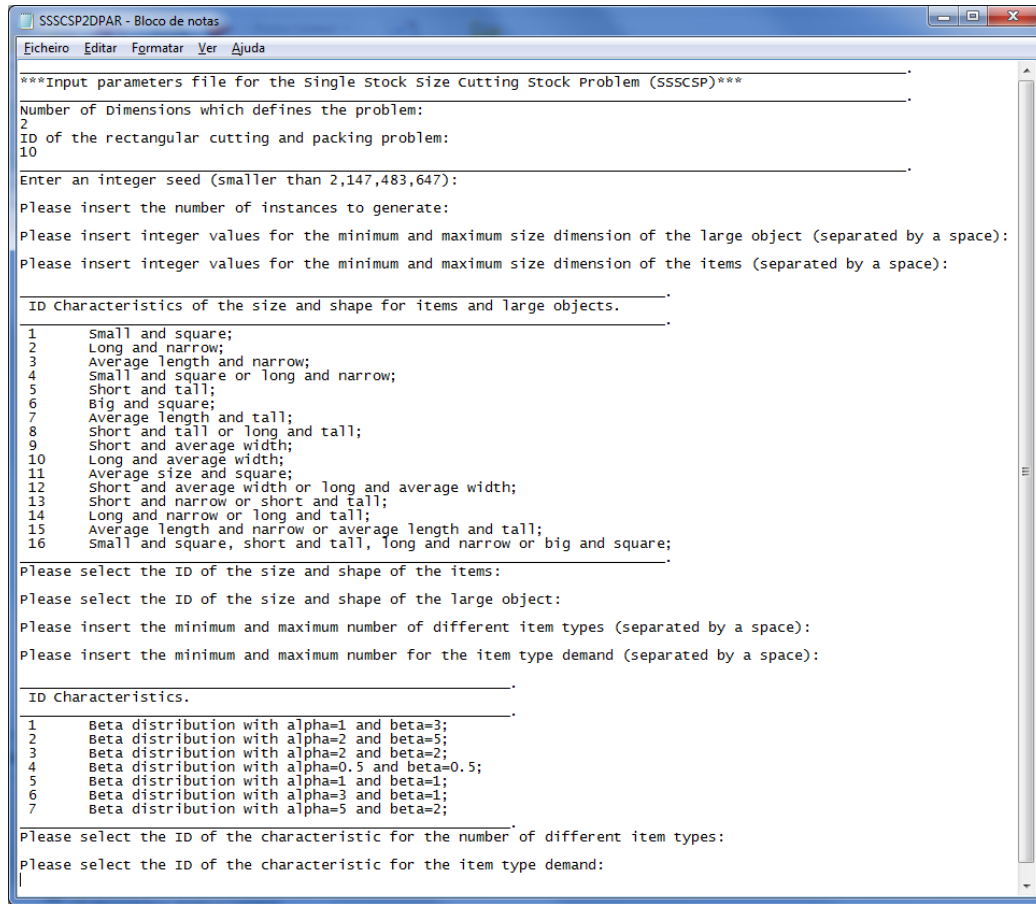 SSSCSP2DPAR - Bloco de notas
Ficheiro Editar Formatar Ver Ajuda
***Input parameters file for the Single Stock Size Cutting Stock Problem (SSSCSP)***
Number of Dimensions which defines the problem:
2
ID of the rectangular cutting and packing problem:
10
Enter an integer seed (smaller than 2,147,483,647):
Please insert the number of instances to generate:
Please insert integer values for the minimum and maximum size dimension of the large object (separated by a space):
Please insert integer values for the minimum and maximum size dimension of the items (separated by a space):
ID Characteristics of the size and shape for items and large objects.
1 Small and square;
2 Long and narrow;
3 Average length and narrow;
4 Small and square or long and narrow;
5 Short and tall;
6 Big and square;
7 Average length and tall;
8 Short and tall or long and tall;
9 Short and average width;
10 Long and average width;
11 Average size and square;
12 Short and average width or long and average width;
13 Short and narrow or short and tall;
14 Long and narrow or long and tall;
15 Average length and narrow or average length and tall;
16 Small and square, short and tall, long and narrow or big and square;
Please select the ID of the size and shape of the items:
Please select the ID of the size and shape of the large object:
Please insert the minimum and maximum number of different item types (separated by a space):
Please insert the minimum and maximum number for the item type demand (separated by a space):
ID Characteristics.
1 Beta distribution with alpha=1 and beta=3;
2 Beta distribution with alpha=2 and beta=5;
3 Beta distribution with alpha=2 and beta=2;
4 Beta distribution with alpha=0.5 and beta=0.5;
5 Beta distribution with alpha=1 and beta=1;
6 Beta distribution with alpha=3 and beta=1;
7 Beta distribution with alpha=5 and beta=2;
Please select the ID of the characteristic for the number of different item types:
Please select the ID of the characteristic for the item type demand: